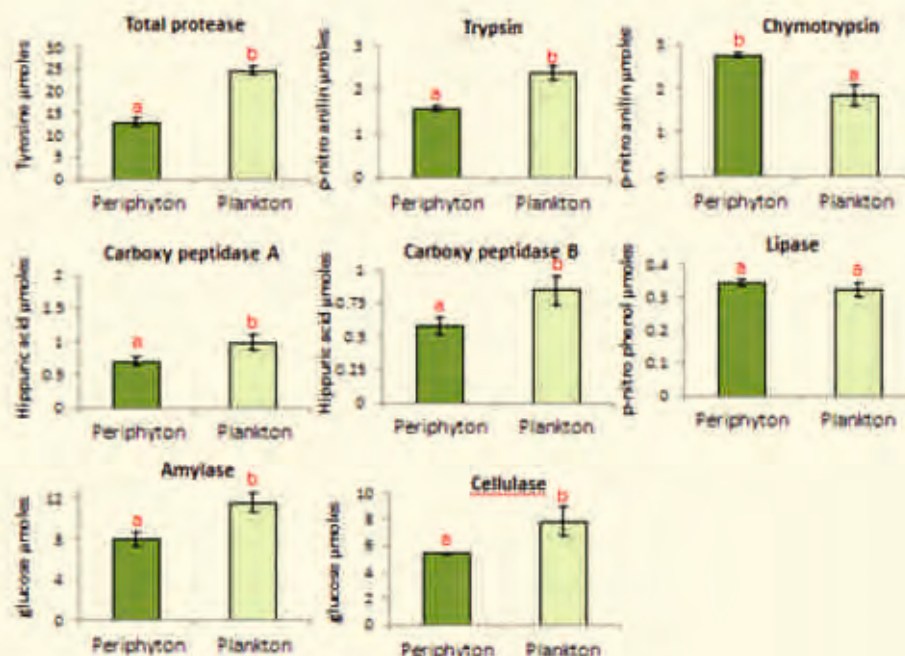 Total protease
Tyrosine µmoles
30
25
20
15
10
5
0
a
b
Periphyton Plankton
Trypsin
p-nitro anilin µmoles
3
2
1
0
a
b
Periphyton Plankton
Chymotrypsin
p-nitro anilin µmoles
3
2
1
0
b
a
Periphyton Plankton
Carboxy peptidase A
Hippuric acid µmoles
2
1.5
1
0.5
0
a
b
Periphyton Plankton
Carboxy peptidase B
Hippuric acid µmoles
1
0.75
0.5
0.25
0
a
b
Periphyton Plankton
Lipase
p-nitro phenol µmoles
0.4
0.3
0.2
0.1
0
a
a
Periphyton Plankton
Amylase
glucose µmoles
12
8
4
0
a
b
Periphyton Plankton
Cellulase
glucose µmoles
10
8
6
4
2
0
a
b
Periphyton Plankton